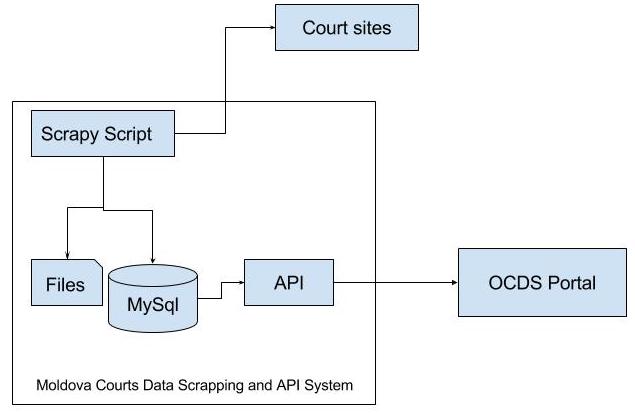 Court sites
Scrapy Script
Files
MySql
API
OCDS Portal
Moldova Courts Data Scrapping and API System